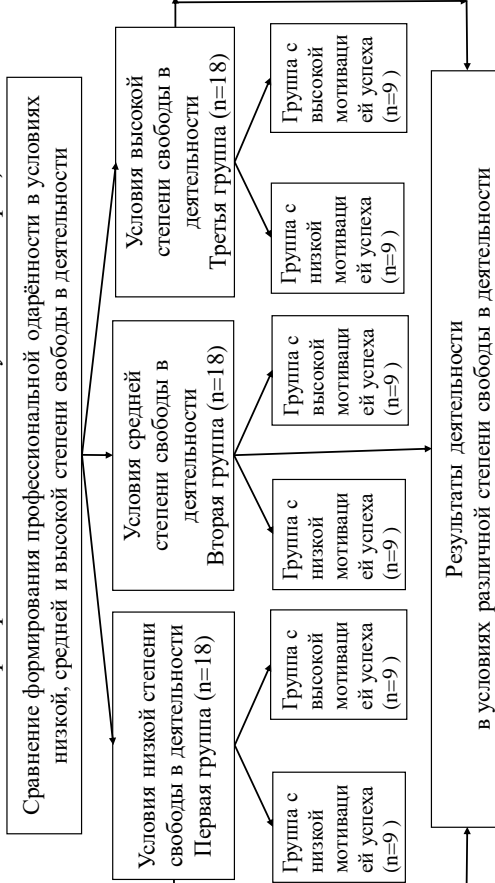 Сравнение формирования профессиональной одарённости в условиях
низкой, средней и высокой степени свободы в деятельности
Условия низкой степени
свободы в деятельности
Первая группа (n=18)
Условия средней
степени свободы в
деятельности
Вторая группа (n=18)
Условия высокой
степени свободы в
деятельности
Третья группа (n=18)
Группа с
низкой
мотиваци
ей успеха
(n=9 )
Группа с
высокой
мотиваци
ей успеха
(n=9 )
Группа с
низкой
мотиваци
ей успеха
(n=9 )
Группа с
высокой
мотиваци
ей успеха
(n=9 )
Группа с
низкой
мотиваци
ей успеха
(n=9 )
Группа с
высокой
мотиваци
ей успеха
(n=9 )
Результаты деятельности
в условиях различной степени свободы в деятельности